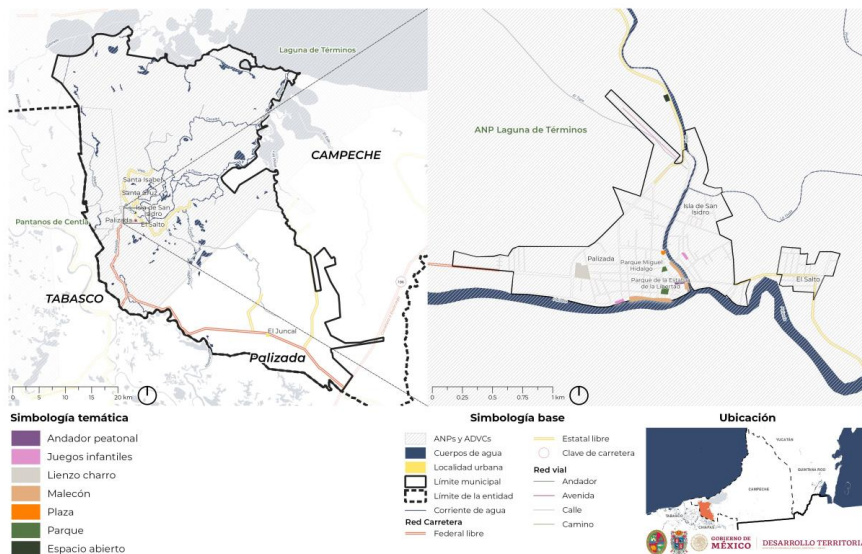 Laguna de Términos
CAMPECHE
Santa Isabel
Santa Cruz
Isla de San
Isidro
Palizada
El Salto
Pantanos de Centla
TABASCO
El Juncal
Palizada
0 10 20 km
ANP Laguna de Términos
Isla de San
Isidro
Palizada
Parque Miguel
Hidalgo
Parque de la Estatua
de la Libertad
El Salto
0 0.25 0.5 1 km
Simbología temática
Andador peatonal
Juegos infantiles
Lienzo charro
Malecón
Plaza
Parque
Espacio abierto
Simbología base
ANPs y ADVCs
Cuerpos de agua
Localidad urbana
Límite municipal
Límite de la entidad
Corriente de agua
Red Carretera
Federal libre
Estatal libre
Clave de carretera
Red vial
Andador
Avenida
Calle
Camino
Ubicación
YUCATÁN
QUINTANA ROO
CAMPECHE
TABASCO
CHIAPAS
GOBIERNO DE
MÉXICO
DESARROLLO TERRITORIA